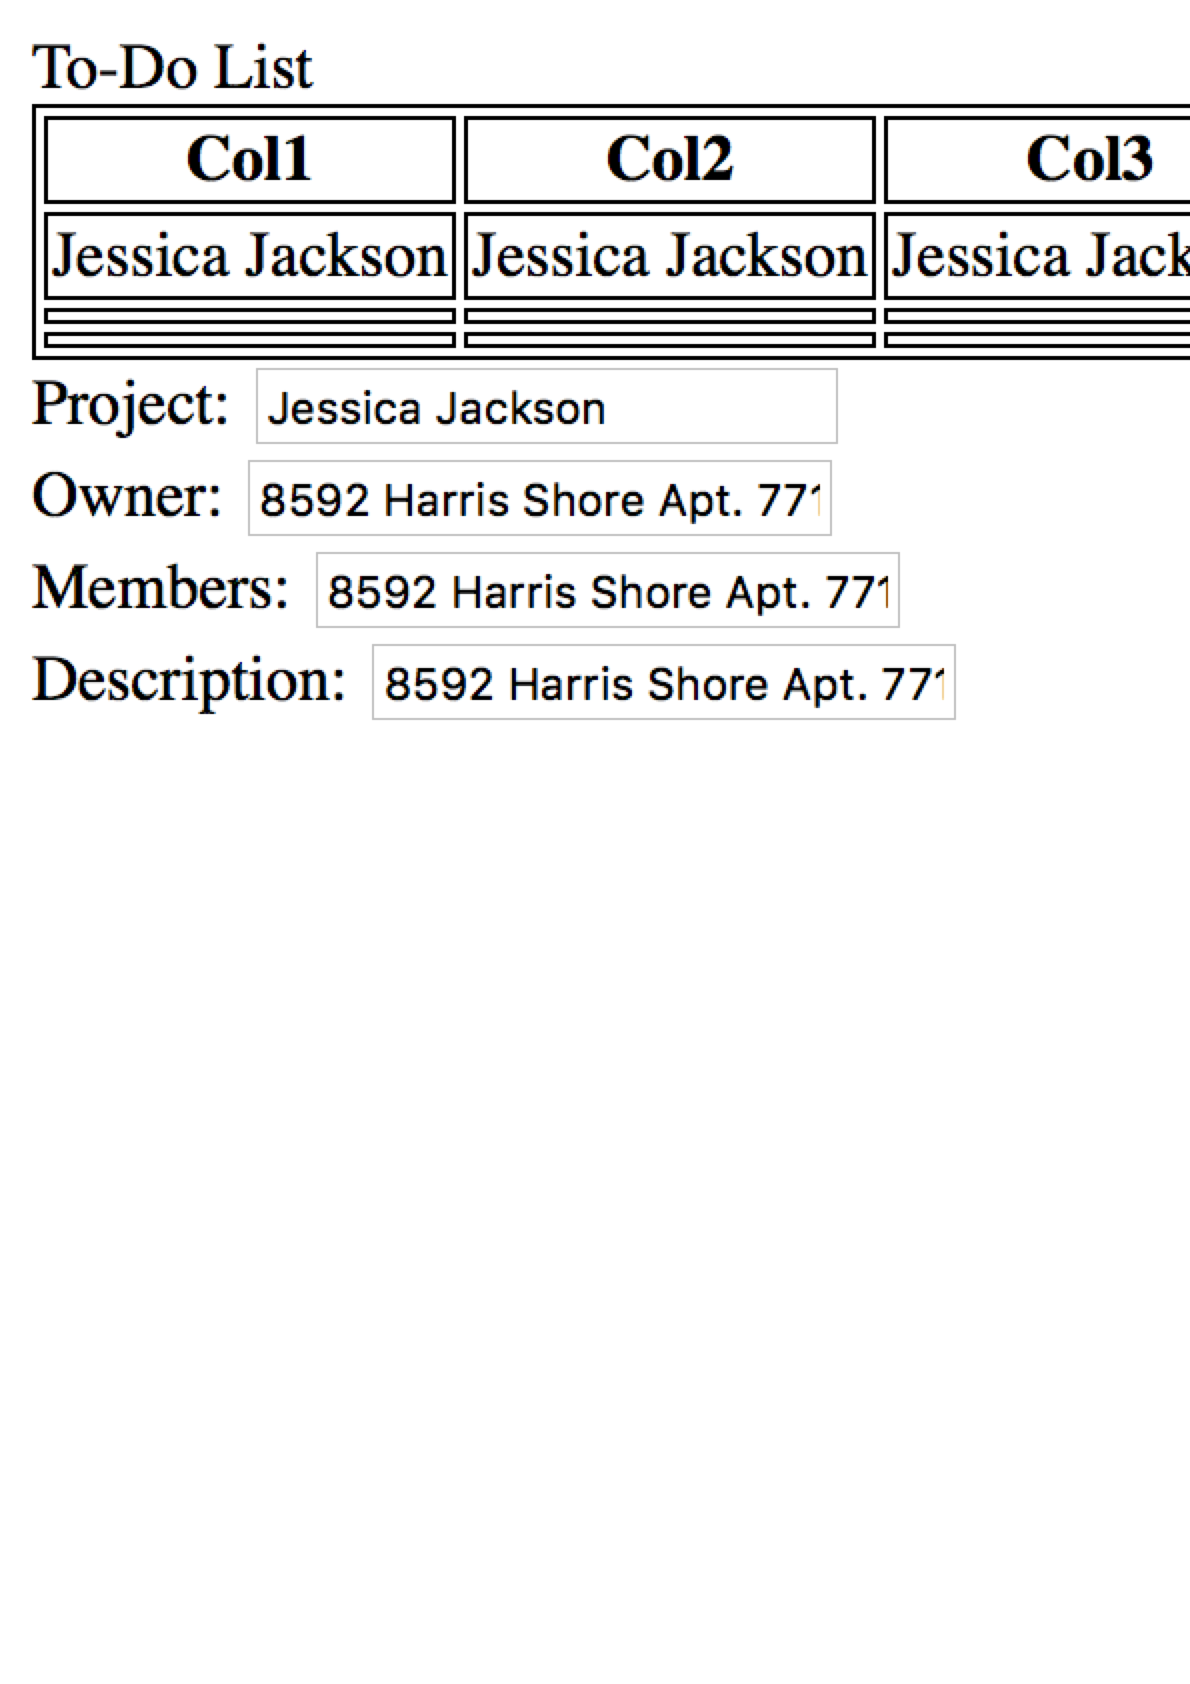 To-Do List
Col1 Col2 Col3
Jessica Jackson Jessica Jackson Jessica
Project: Jessica Jackson
Owner: 8592 Harris Shore Apt. 771
Members: 8592 Harris Shore Apt. 771
Description: 8592 Harris Shore Apt. 771